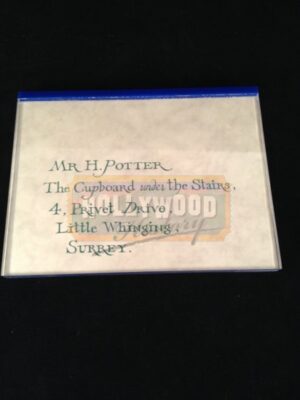 Mr H. Potter
The Cupboard under the Stairs,
4, Privet Drive,
Little Whinging,
Surrey.
HOLLYWOOD